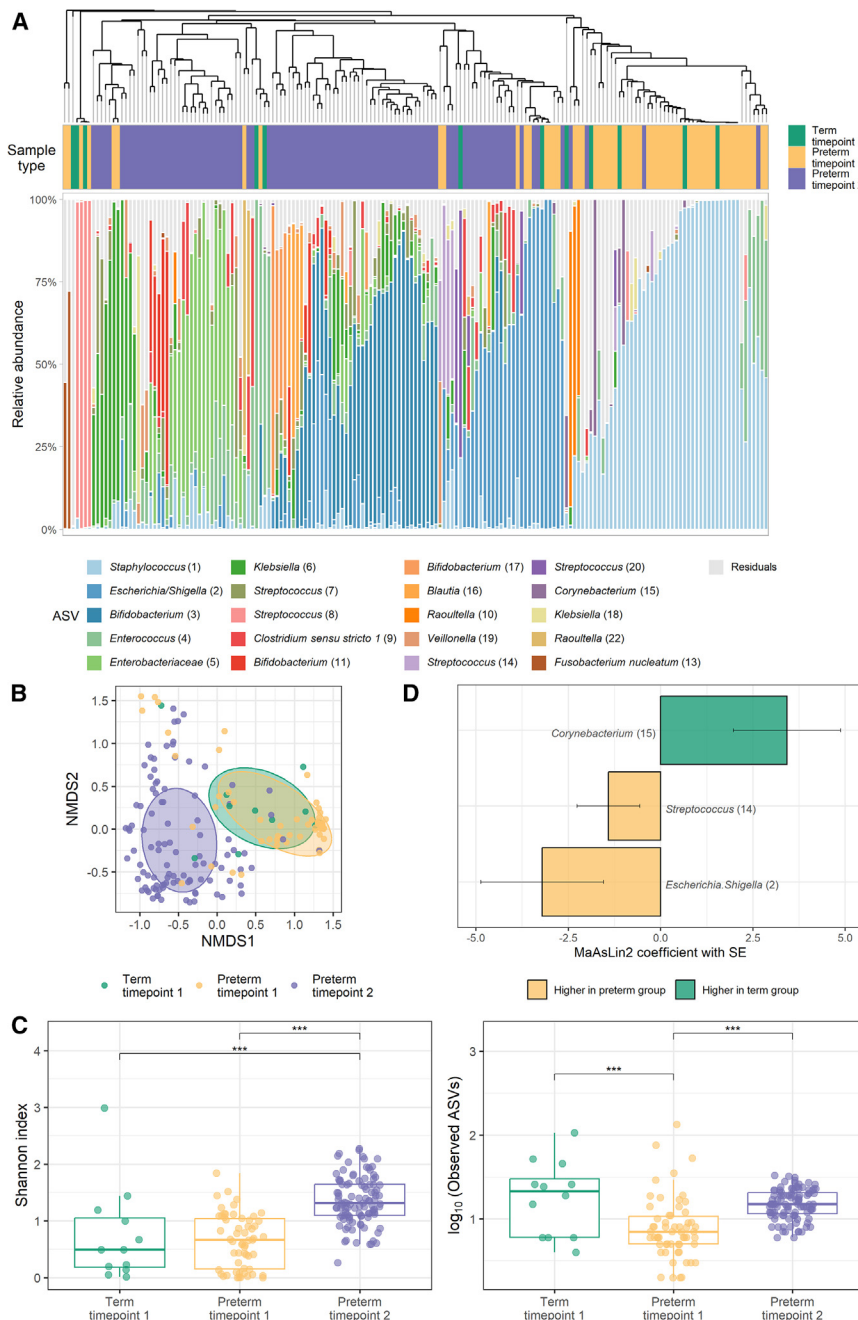 A
Sample
type
Term
timepoint
Preterm
timepoint
Preterm
timepoint
100%
75%
50%
25%
0%
Relative abundance
ASV
Staphylococcus (1)
Escherichia/Shigella (2)
Bifidobacterium (3)
Enterococcus (4)
Enterobacteriaceae (5)
Klebsiella (6)
Streptococcus (7)
Streptococcus (8)
Clostridium sensu stricto 1 (9)
Bifidobacterium (11)
Bifidobacterium (17)
Blautia (16)
Raoultella (10)
Veillonella (19)
Streptococcus (14)
Streptococcus (20)
Corynebacterium (15)
Klebsiella (18)
Raoultella (22)
Fusobacterium nucleatum (13)
Residuals
B
1.5
1.0
0.5
0.0
-0.5
NMDS2
-1.0 -0.5 0.0 0.5 1.0 1.5
NMDS1
Term
timepoint 1
Preterm
timepoint 1
Preterm
timepoint 2
D
Corynebacterium (15)
Streptococcus (14)
Escherichia.Shigella (2)
-5.0 -2.5 0.0 2.5 5.0
MaAsLin2 coefficient with SE
Higher in preterm group
Higher in term group
C
***
***
4
3
2
1
0
Shannon index
Term
timepoint 1
Preterm
timepoint 1
Preterm
timepoint 2
***
***
3
2
1
log10 (Observed ASVs)
Term
timepoint 1
Preterm
timepoint 1
Preterm
timepoint 2